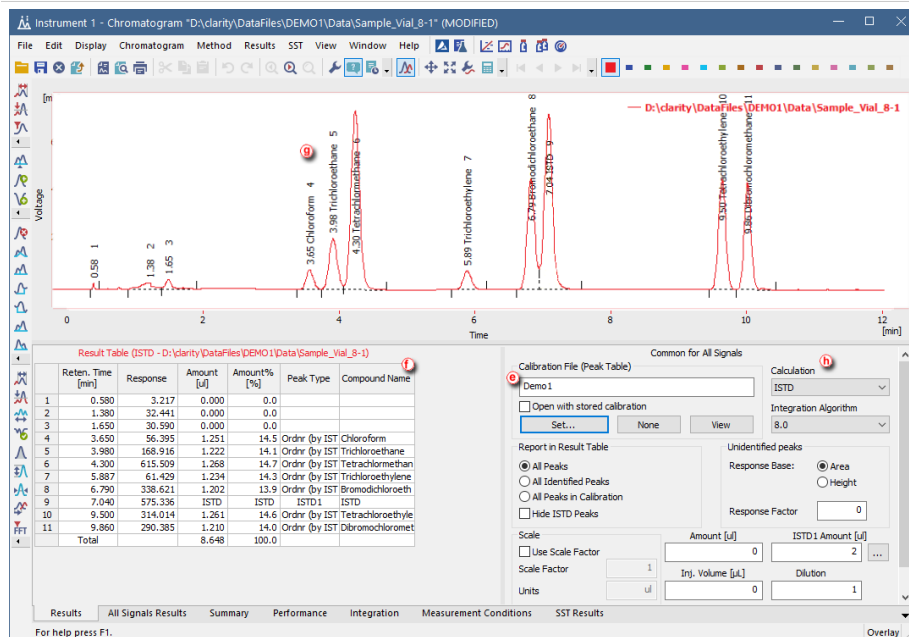 Instrument 1 - Chromatogram "D:\clarity\DataFiles\DEMO1\Data\Sample_Vial_8-1" (MODIFIED)
File Edit Display Chromatogram Method Results SST View Window Help
D:\clarity\DataFiles\DEMO1\Data\Sample_Vial_8-1
Voltage
0.58 1
1.38 2
1.65 3
3.65 Chloroform 4
3.98 Trichloroethane 5
4.30 Tetrachlormethane 6
5.89 Trichloroethylene 7
6.79 Bromodichloroethane 8
7.04 ISTD 9
9.50 Tetrachloroethylene 10
9.86 Dibromochloromethane 11
g
0 2 4 6 8 10 12
Time
[min]
Result Table (ISTD - D:\clarity\DataFiles\DEMO1\Data\Sample_Vial_8-1)
f
Reten. Time [min] Response Amount [ul] Amount% [%] Peak Type Compound Name
1 0.580 3.217 0.000 0.0
2 1.380 32.441 0.000 0.0
3 1.650 30.590 0.000 0.0
4 3.650 56.395 1.251 14.5 Ordnr (by IST Chloroform
5 3.980 168.916 1.222 14.1 Ordnr (by IST Trichloroethane
6 4.300 615.509 1.268 14.7 Ordnr (by IST Tetrachlormethan
7 5.887 61.429 1.234 14.3 Ordnr (by IST Trichloroethylene
8 6.790 338.621 1.202 13.9 Ordnr (by IST Bromodichloroeth
9 7.040 575.336 ISTD ISTD ISTD1 ISTD
10 9.500 314.014 1.261 14.6 Ordnr (by IST Tetrachloroethyle
11 9.860 290.385 1.210 14.0 Ordnr (by IST Dibromochloromet
Total 8.648 100.0
Common for All Signals
Calibration File (Peak Table)
e
Demo1
Open with stored calibration
Set... None View
h
Calculation
ISTD
Integration Algorithm
8.0
Report in Result Table
All Peaks
All Identified Peaks
All Peaks in Calibration
Hide ISTD Peaks
Unidentified peaks
Response Base: Area
Height
Response Factor 0
Scale
Use Scale Factor
Scale Factor 1
Units ul
Amount [ul]
0
ISTD1 Amount [ul]
2 ...
Inj. Volume [µL]
0
Dilution
1
Results All Signals Results Summary Performance Integration Measurement Conditions SST Results
For help press F1.
Overlay